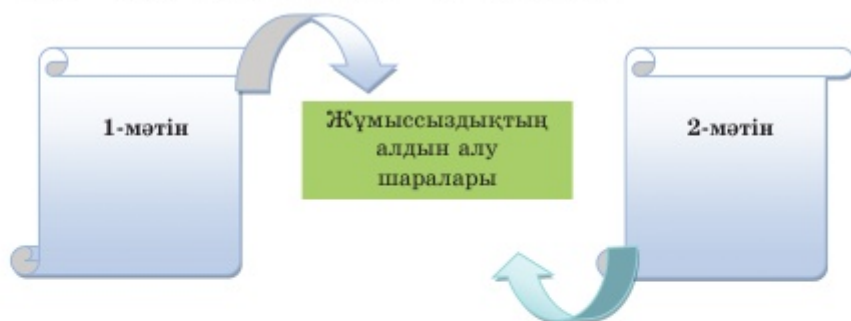 1-мәтін
Жұмыссыздықтың
алдын алу
шаралары
2-мәтін